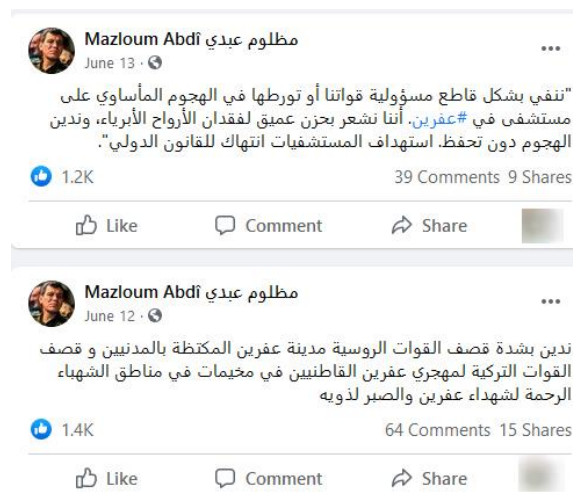 Mazloum Abdî مظلوم عبدي
June 13 ·
"ننفي بشكل قاطع مسؤولية قواتنا أو تورطها في الهجوم المأساوي على
مستشفى في #عفرين. أننا نشعر بحزن عميق لفقدان الأرواح الأبرياء، وندين
الهجوم دون تحفظ. استهداف المستشفيات انتهاك للقانون الدولي".
1.2K 39 Comments 9 Shares
Like Comment Share
Mazloum Abdî مظلوم عبدي
June 12 ·
ندين بشدة قصف القوات الروسية مدينة عفرين المكتظة بالمدنيين و قصف
القوات التركية لمهجري عفرين القاطنيين في مخيمات في مناطق الشهباء
الرحمة لشهداء عفرين والصبر لذويه
1.4K 64 Comments 15 Shares
Like Comment Share